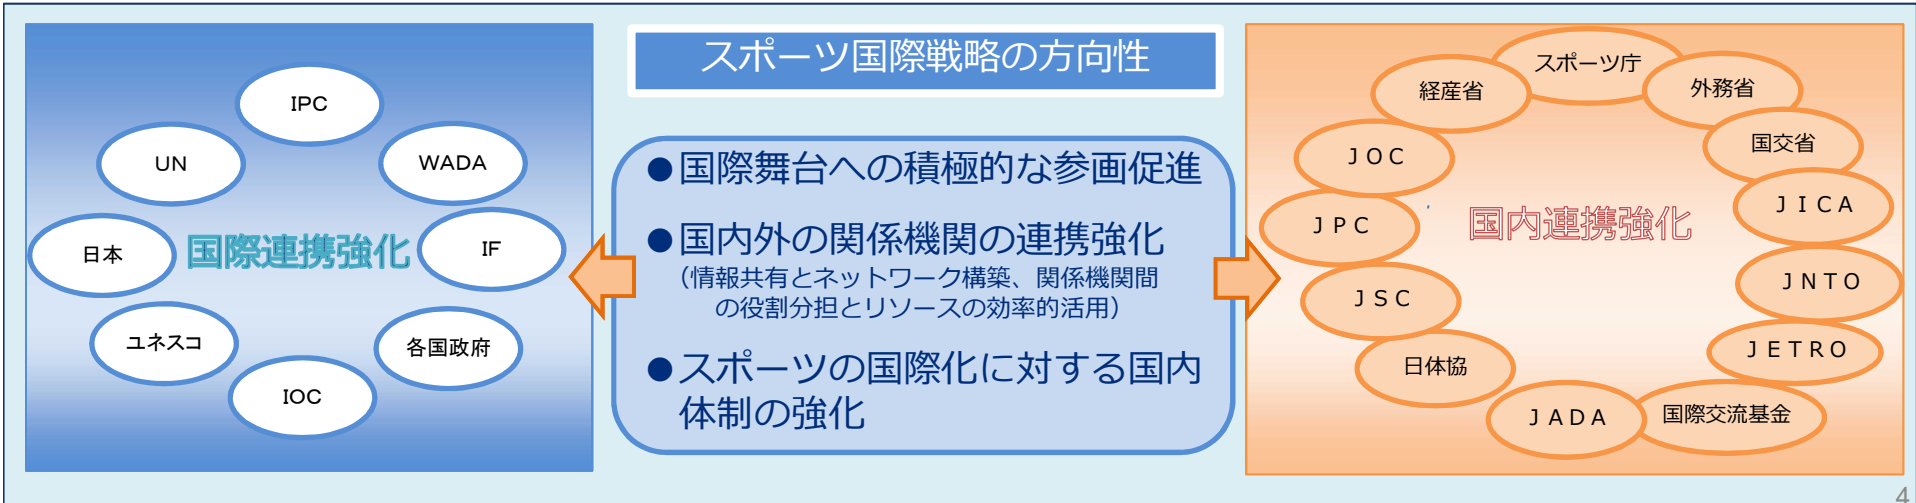 スポーツ国際戦略の方向性
IPC
UN
WADA
日本
国際連携強化
IF
ユネスコ
各国政府
IOC
●国際舞台への積極的な参画促進
●国内外の関係機関の連携強化
（情報共有とネットワーク構築、関係機関間
の役割分担とリソースの効率的活用）
●スポーツの国際化に対する国内
体制の強化
スポーツ庁
経産省
外務省
国交省
ＪＯＣ
ＪＩＣＡ
ＪＰＣ
国内連携強化
ＪＮＴＯ
ＪＳＣ
ＪＥＴＲＯ
日体協
国際交流基金
ＪＡＤＡ
4